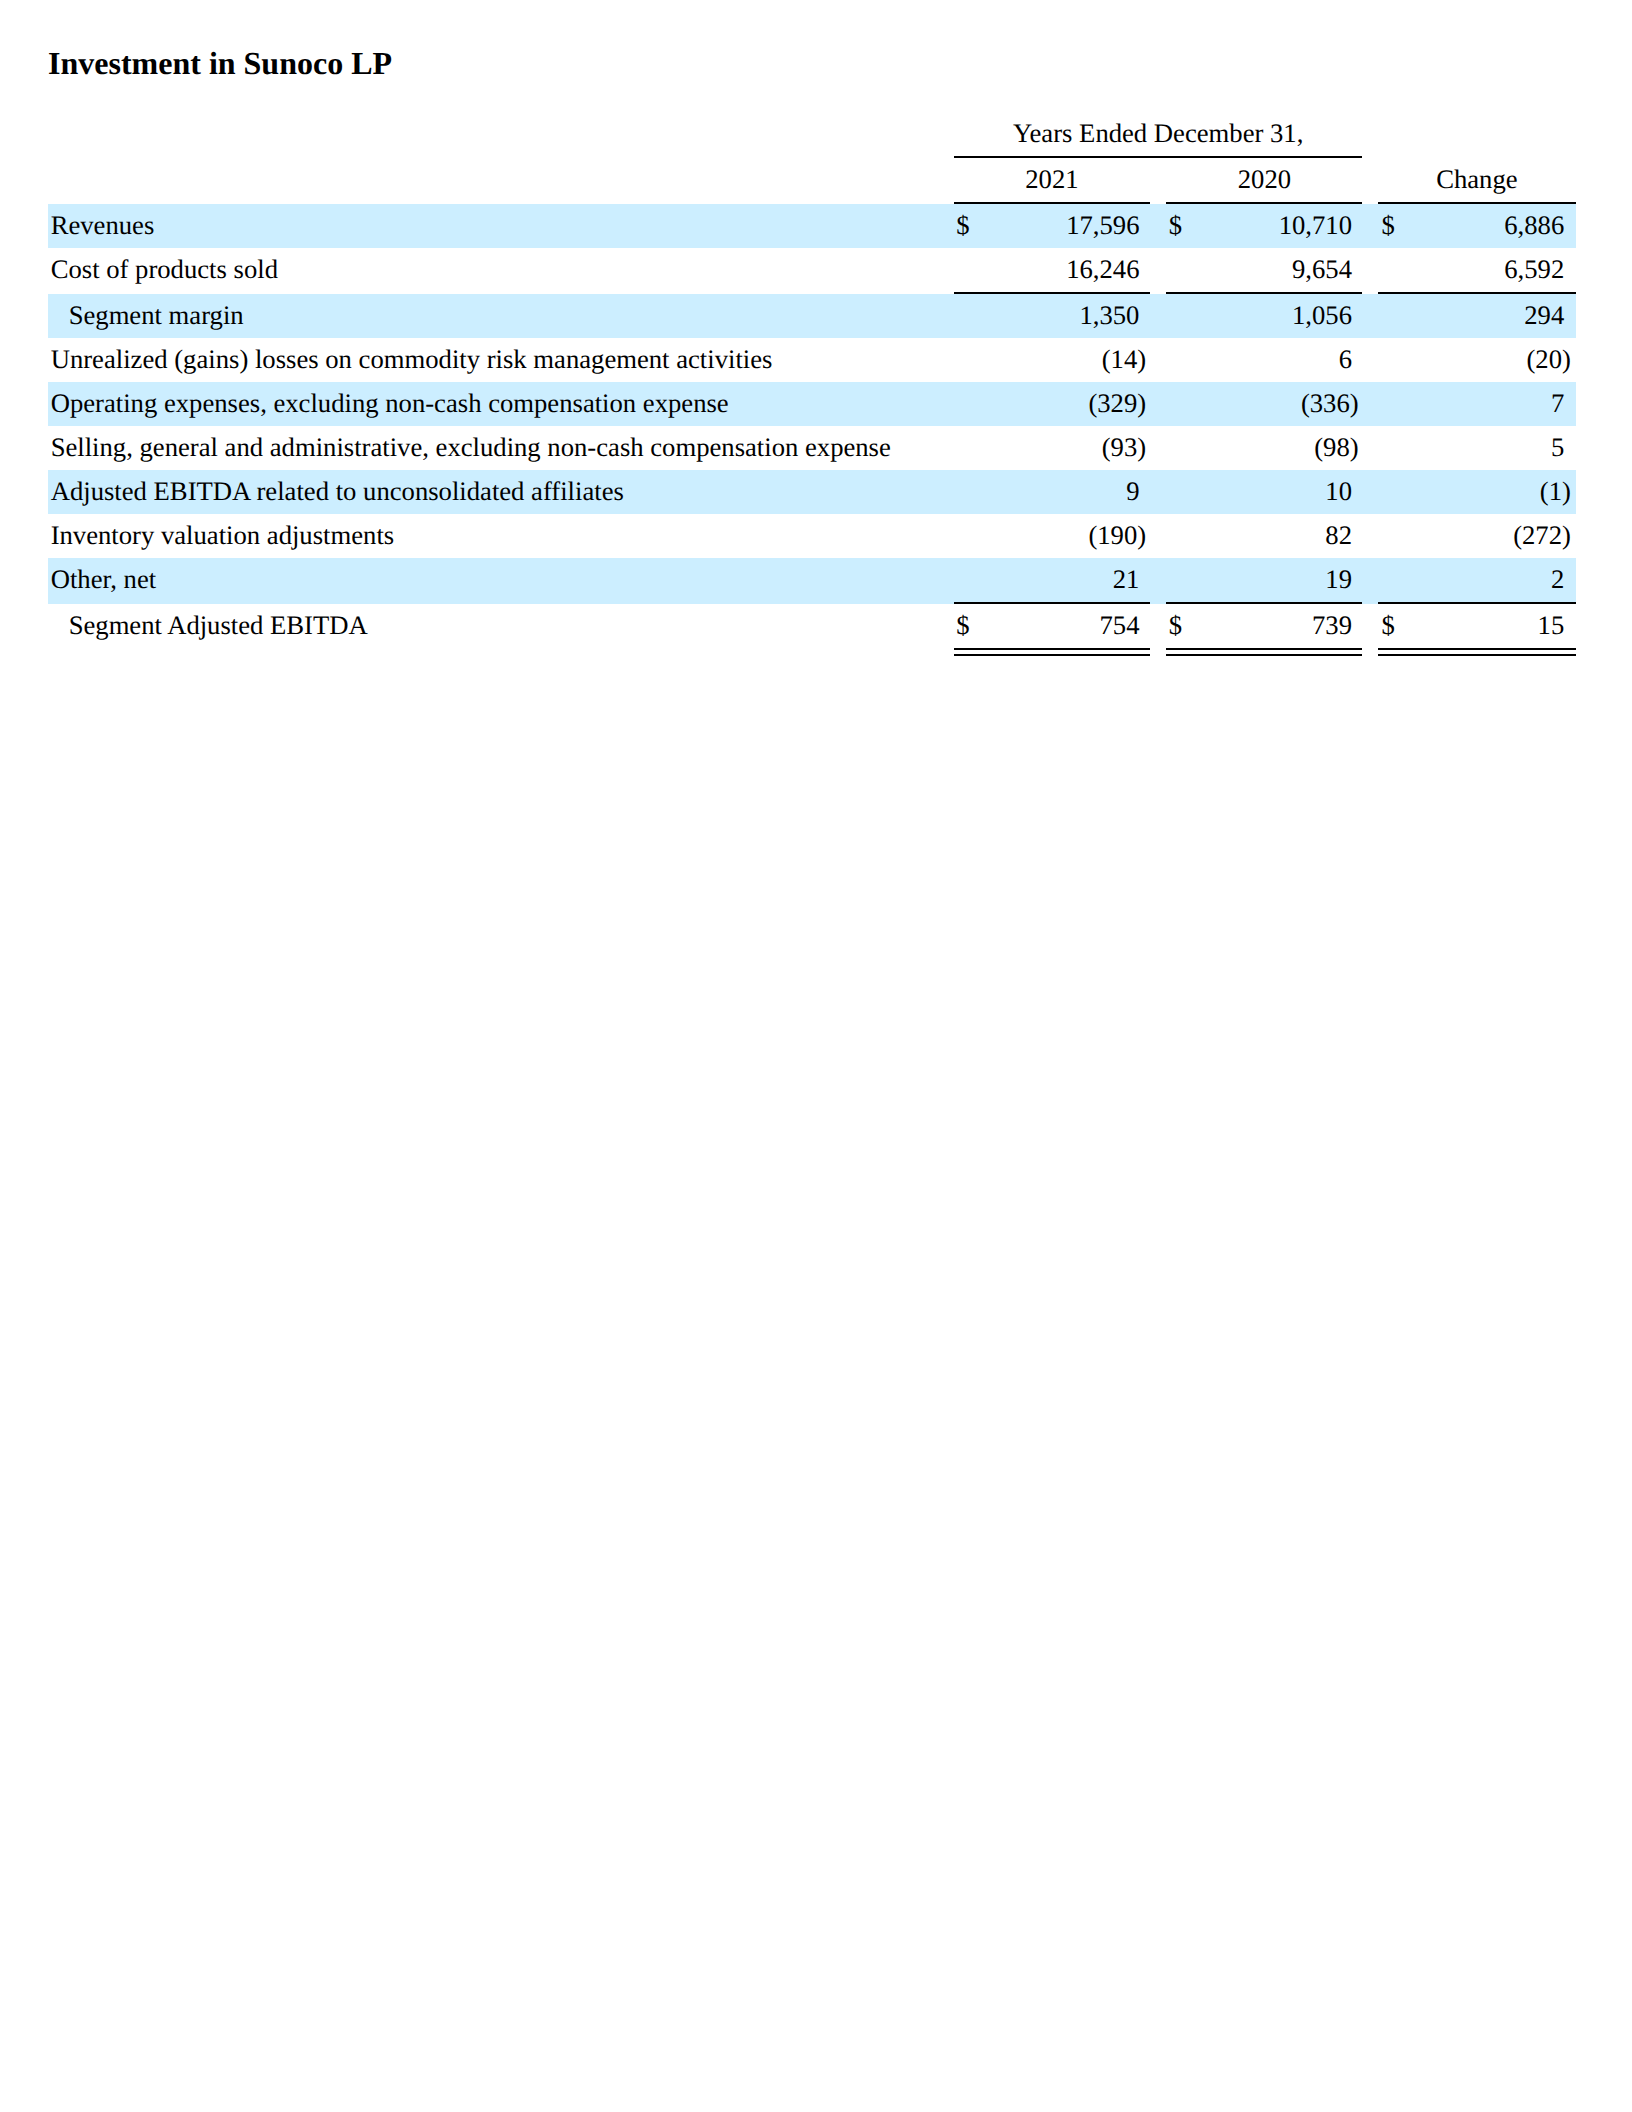 Investment in Sunoco LP
Years Ended December 31,
2021 2020 Change
Revenues $ 17,596 $ 10,710 $ 6,886
Cost of products sold 16,246 9,654 6,592
Segment margin 1,350 1,056 294
Unrealized (gains) losses on commodity risk management activities (14) 6 (20)
Operating expenses, excluding non-cash compensation expense (329) (336) 7
Selling, general and administrative, excluding non-cash compensation expense (93) (98) 5
Adjusted EBITDA related to unconsolidated affiliates 9 10 (1)
Inventory valuation adjustments (190) 82 (272)
Other, net 21 19 2
Segment Adjusted EBITDA $ 754 $ 739 $ 15